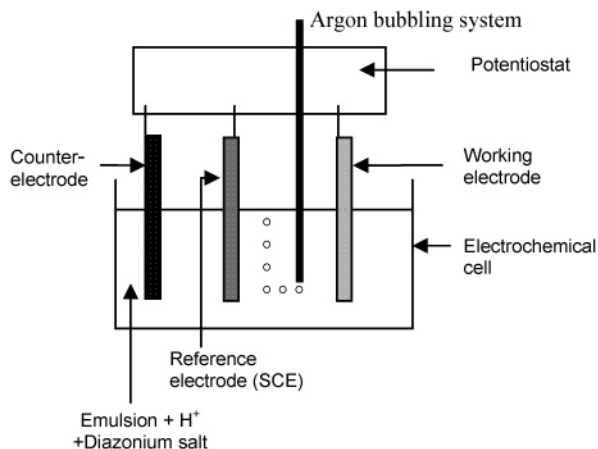 Argon bubbling system
Potentiostat
Counter-
electrode
Working
electrode
Electrochemical
cell
Reference
electrode (SCE)
Emulsion + H⁺
+Diazonium salt